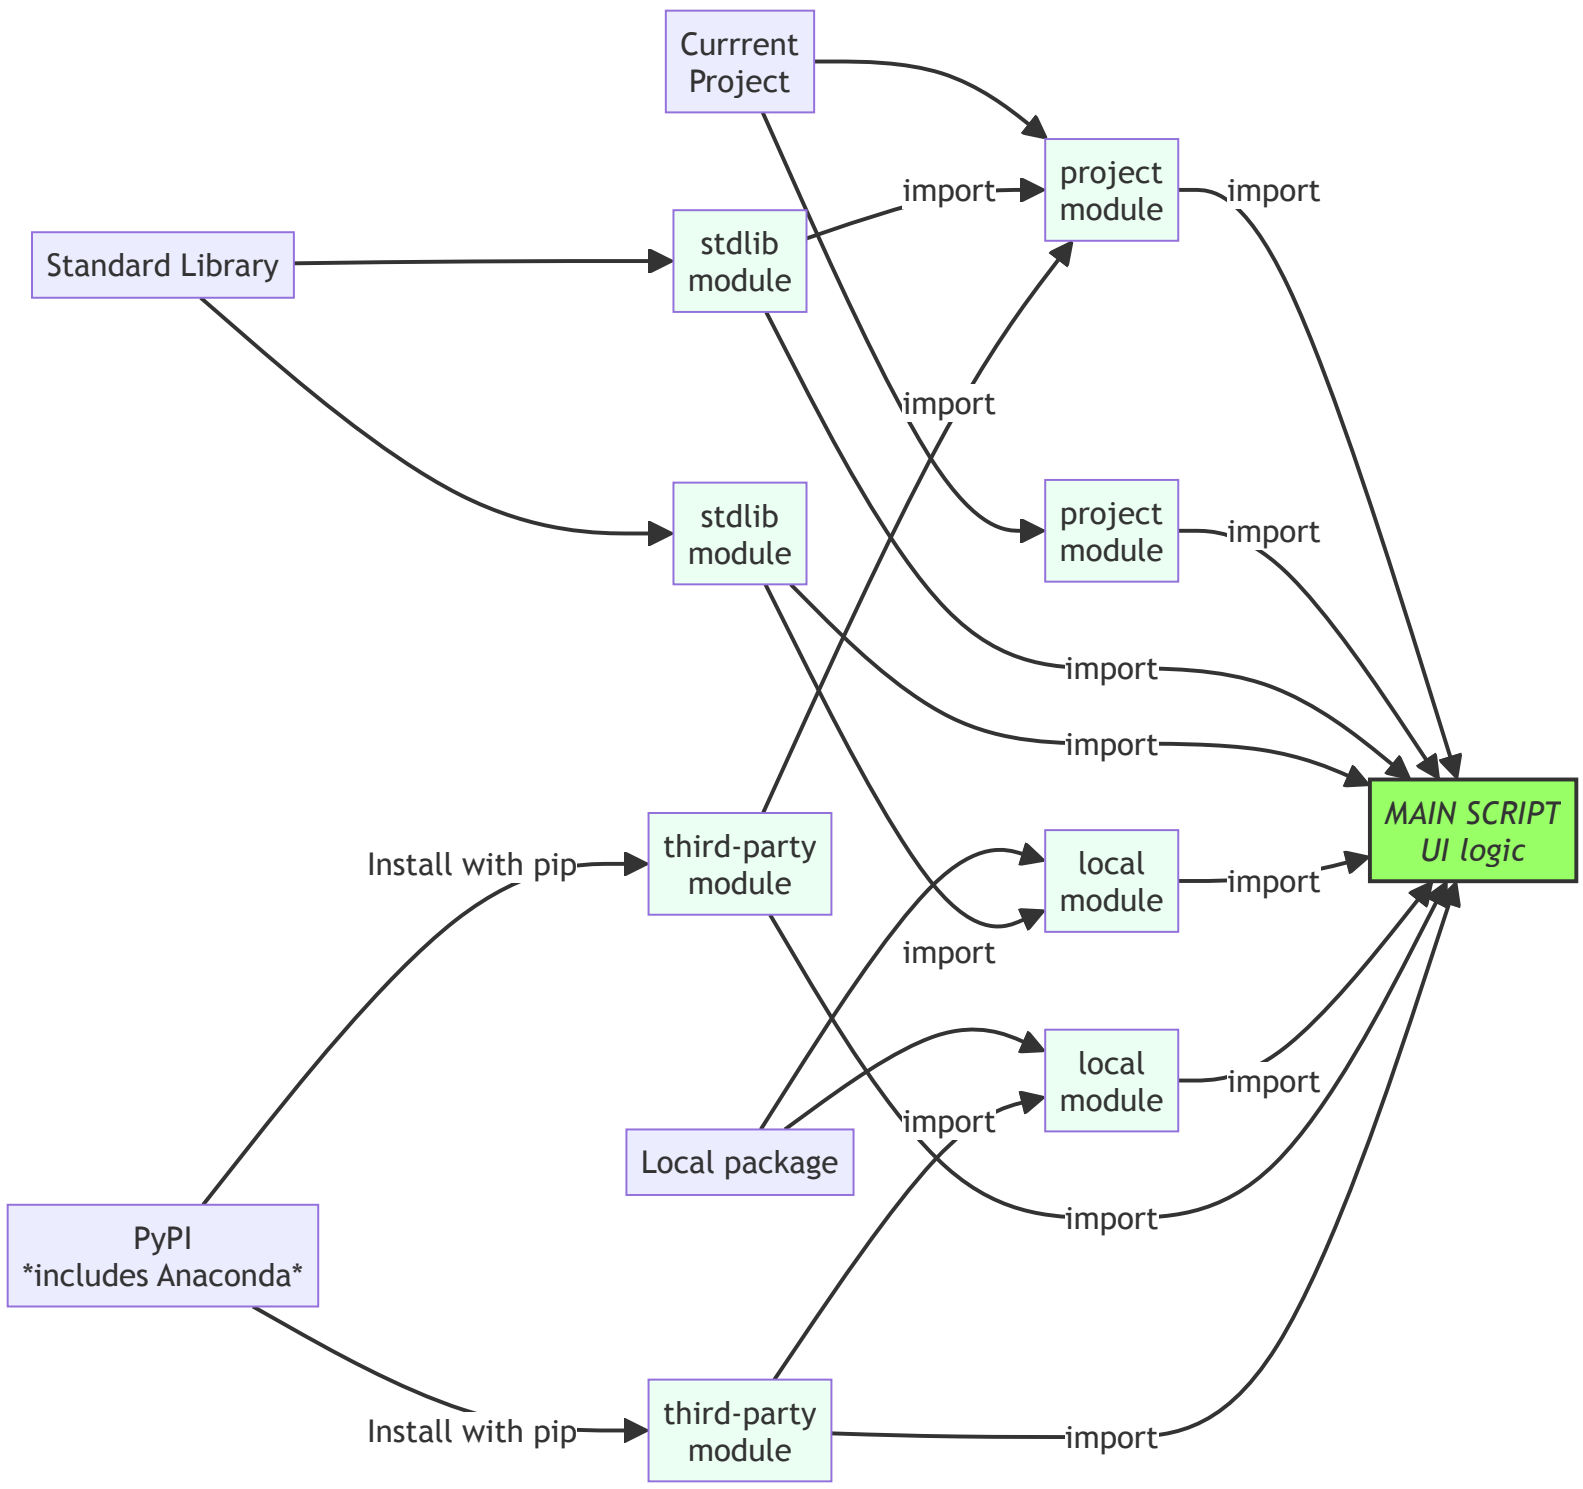 Currrent
Project
project
module
import
import
stdlib
module
Standard Library
import
project
module
import
stdlib
module
import
import
MAIN SCRIPT
UI logic
third-party
module
Install with pip
local
module
import
import
local
module
import
import
Local package
import
PyPI
*includes Anaconda*
third-party
module
Install with pip
import